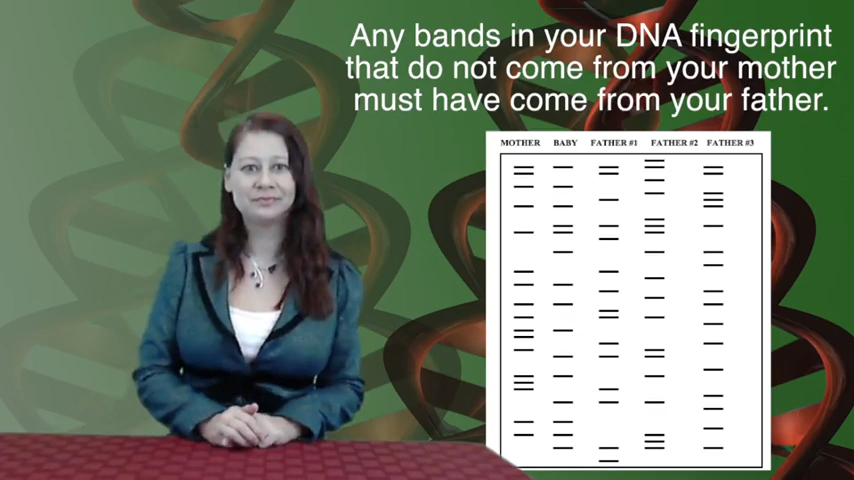 Any bands in your DNA fingerprint
that do not come from your mother
must have come from your father.
MOTHER BABY FATHER #1 FATHER #2 FATHER #3